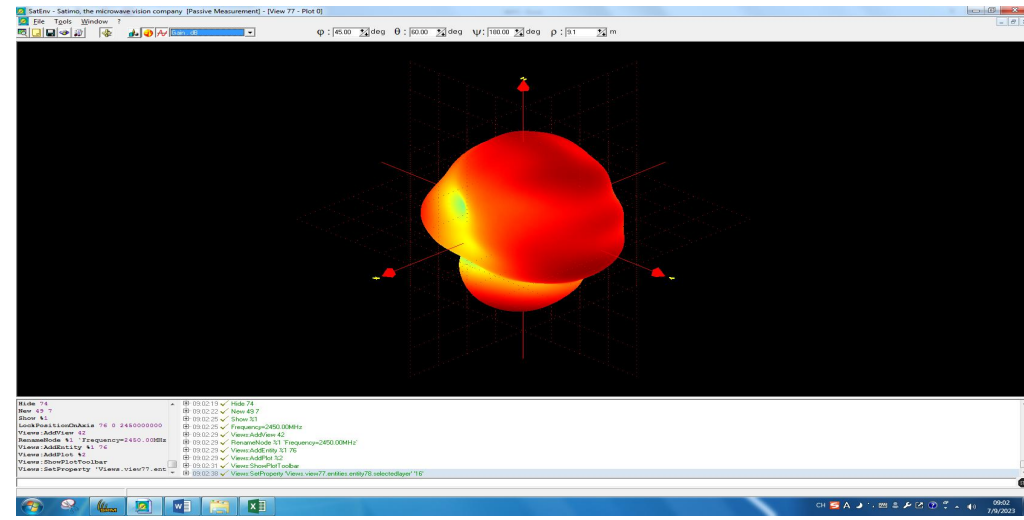 SatEnv - Satimo, the microwave vision company [Passive Measurement] - [View 77 - Plot 0]
File Tools Window ?
Gain dB φ : 45.00 deg θ : 60.00 deg ψ : 180.00 deg ρ : 9.1 m
Hide 74
New 49 7
Show %1
LockPositionOnAxis 76 0 2450000000
Views:AddView 42
RenameNode %1 'Frequency=2450.00MHz
Views:AddEntity %1 76
Views:AddPlot %2
Views:ShowPlotToolbar
Views:SetProperty 'Views.view77.ent
09:02:19 Hide 74
09:02:22 New 49 7
09:02:25 Show %1
09:02:29 Frequency=2450.00MHz
09:02:29 Views:AddView 42
09:02:29 RenameNode %1 'Frequency=2450.00MHz'
09:02:29 Views:AddEntity %1 76
09:02:29 Views:AddPlot %2
09:02:31 Views:ShowPlotToolbar
09:02:38 Views:SetProperty 'Views.view77.entities.entity78.selectedlayer' '16'
CH
09:02
7/9/2023